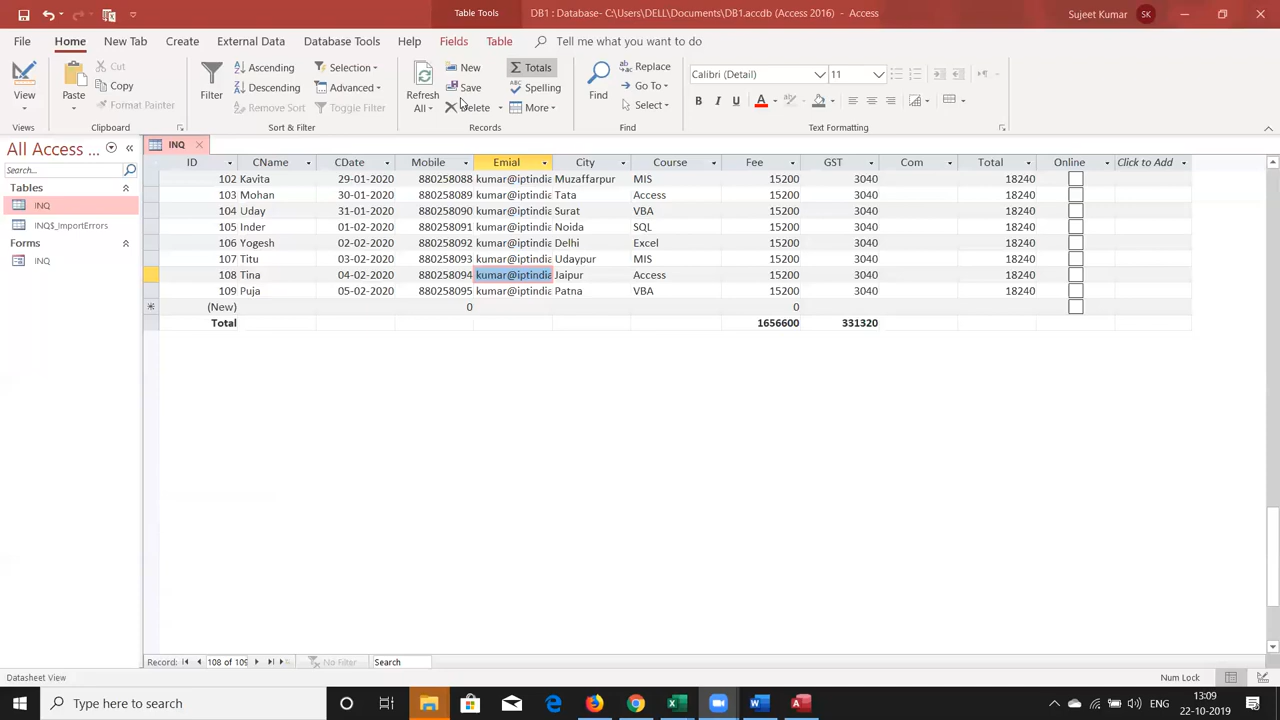 Table Tools
DB1 : Database- C:\Users\DELL\Documents\DB1.accdb (Access 2016) - Access
Sujeet Kumar SK
File Home New Tab Create External Data Database Tools Help Fields Table Tell me what you want to do
View
Views
Paste
Cut
Copy
Format Painter
Clipboard
Filter
Ascending
Descending
Remove Sort
Selection
Advanced
Toggle Filter
Sort & Filter
Refresh All
New
Save
Delete
Totals
Spelling
More
Records
Find
Replace
Go To
Select
Find
Calibri (Detail) 11
B I U A
Text Formatting
All Access ...
Search...
Tables
INQ
INQ$_ImportErrors
Forms
INQ
INQ
ID CName CDate Mobile Emial City Course Fee GST Com Total Online Click to Add
102 Kavita 29-01-2020 880258088 kumar@iptindia Muzaffarpur MIS 15200 3040 18240
103 Mohan 30-01-2020 880258089 kumar@iptindia Tata Access 15200 3040 18240
104 Uday 31-01-2020 880258090 kumar@iptindia Surat VBA 15200 3040 18240
105 Inder 01-02-2020 880258091 kumar@iptindia Noida SQL 15200 3040 18240
106 Yogesh 02-02-2020 880258092 kumar@iptindia Delhi Excel 15200 3040 18240
107 Titu 03-02-2020 880258093 kumar@iptindia Udaypur MIS 15200 3040 18240
108 Tina 04-02-2020 880258094 kumar@iptindia Jaipur Access 15200 3040 18240
109 Puja 05-02-2020 880258095 kumar@iptindia Patna VBA 15200 3040 18240
(New) 0 0
Total 1656600 331320
Record: 108 of 109 No Filter Search
Datasheet View Num Lock
Type here to search
ENG
13:09
22-10-2019